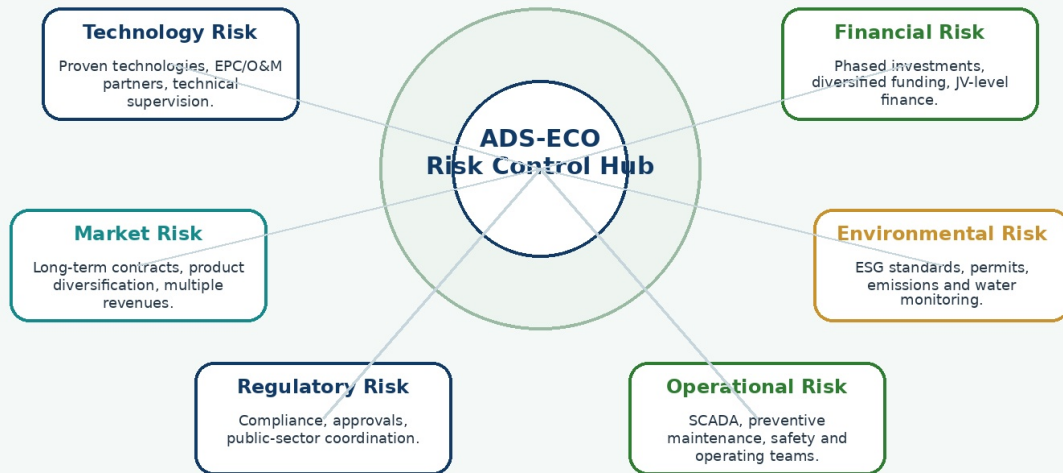 Technology Risk
Proven technologies, EPC/O&M
partners, technical
supervision.
Financial Risk
Phased investments,
diversified funding, JV-level
finance.
ADS-ECO
Risk Control Hub
Market Risk
Long-term contracts, product
diversification, multiple
revenues.
Environmental Risk
ESG standards, permits,
emissions and water
monitoring.
Regulatory Risk
Compliance, approvals,
public-sector coordination.
Operational Risk
SCADA, preventive
maintenance, safety and
operating teams.